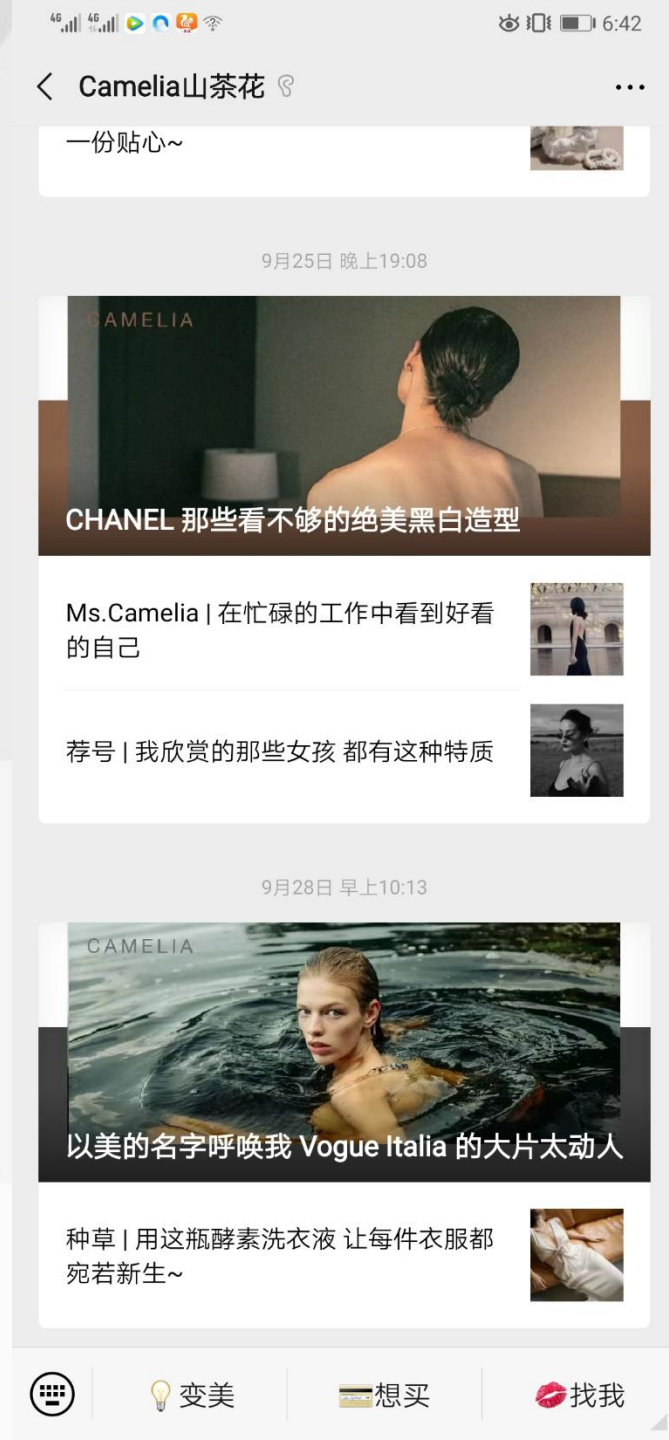 4G 4G 6:42
Camelia山茶花
一份贴心~
9月25日 晚上19:08
CAMELIA
CHANEL 那些看不够的绝美黑白造型
Ms.Camelia | 在忙碌的工作中看到好看
的自己
荐号 | 我欣赏的那些女孩 都有这种特质
9月28日 早上10:13
CAMELIA
以美的名字呼唤我 Vogue Italia 的大片太动人
种草 | 用这瓶酵素洗衣液 让每件衣服都
宛若新生~
变美 想买 找我